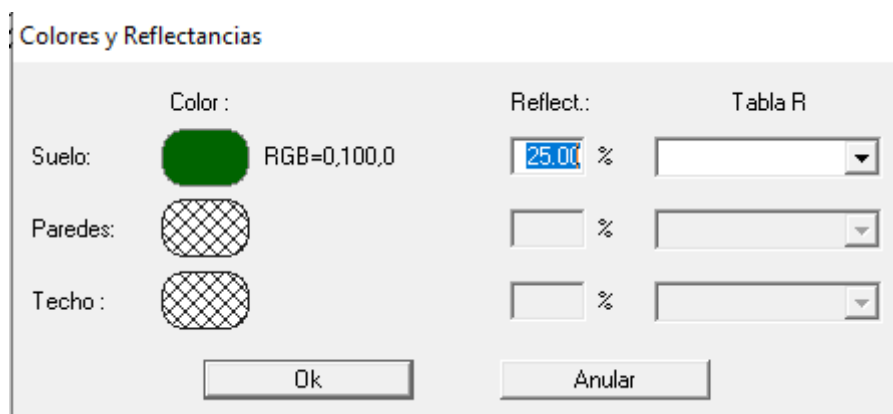 Colores y Reflectancias
Color : Reflect.: Tabla R
Suelo: RGB=0,100,0 25.00 %
Paredes: %
Techo : %
Ok Anular